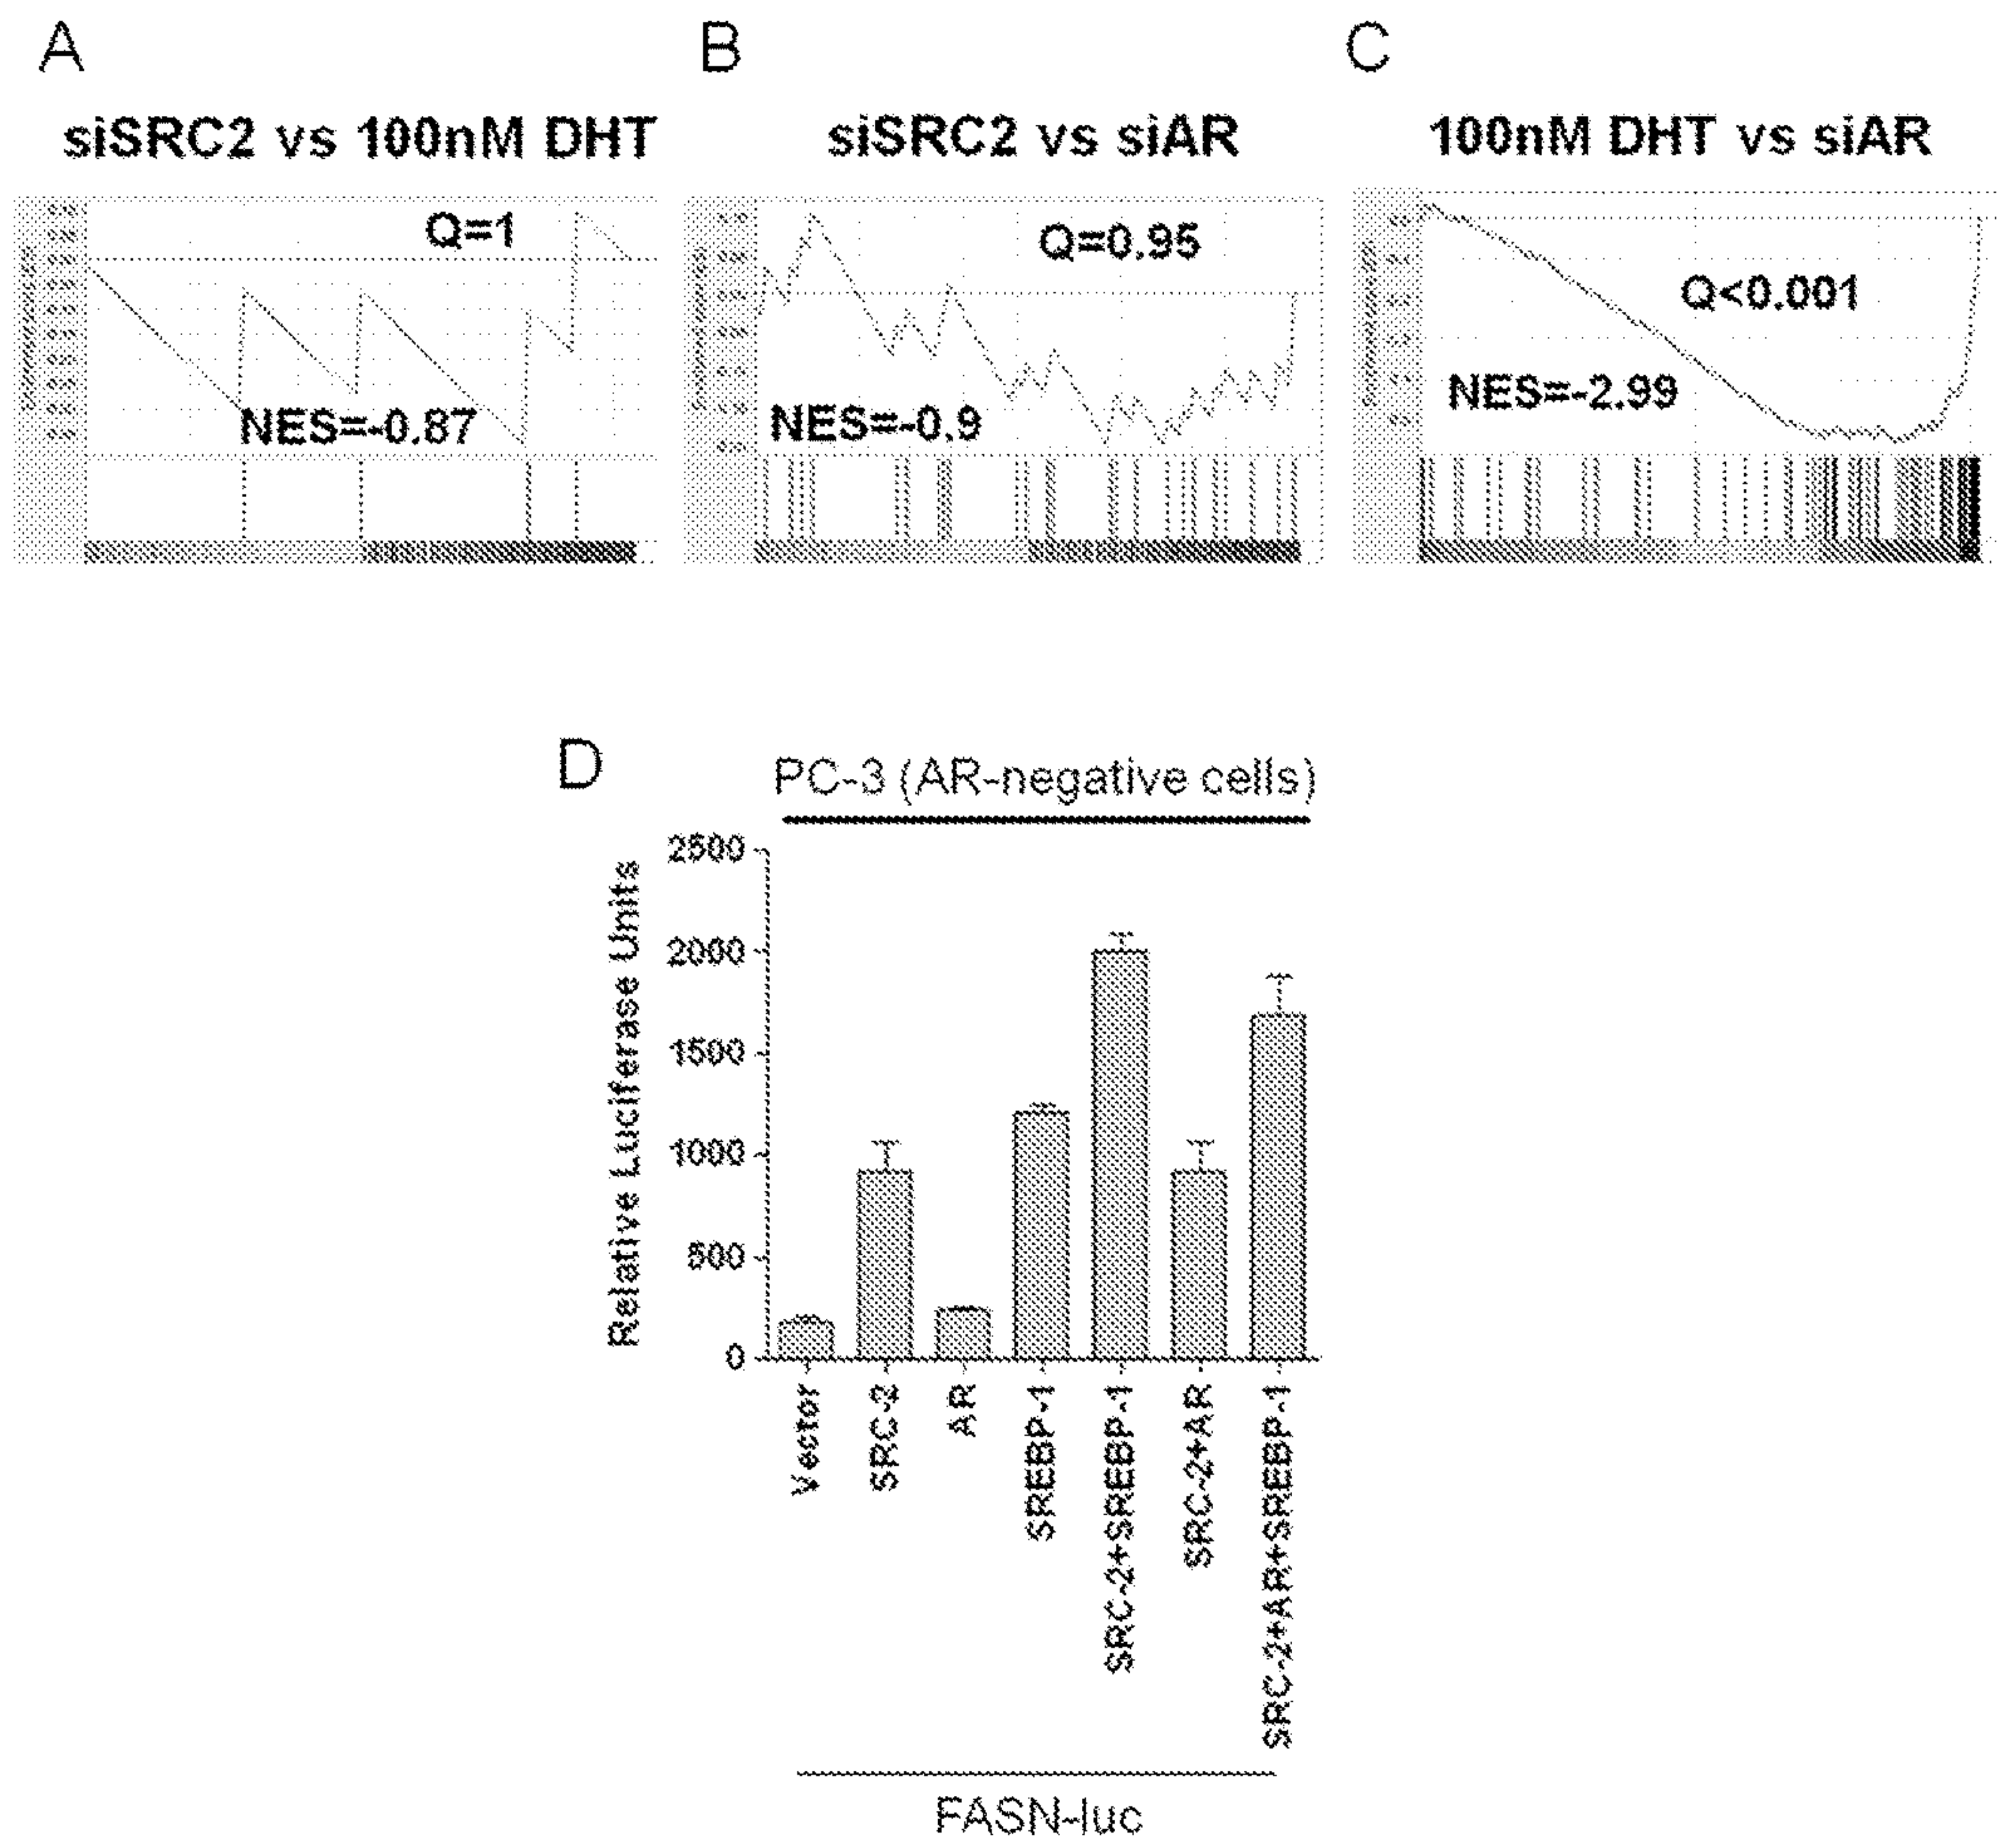 A
B
C
siSRC2 vs 100nM DHT
siSRC2 vs siAR
100nM DHT vs siAR
Q=1
NES=-0.87
Q=0.95
NES=-0.9
Q<0.001
NES=-2.99
D
PC-3 (AR-negative cells)
Relative Luciferase Units
2500
2000
1500
1000
500
0
Vector
SRC-2
AR
SREBP-1
SRC-2+SREBP-1
SRC-2+AR
SRC-2+AR+SREBP-1
FASN-luc